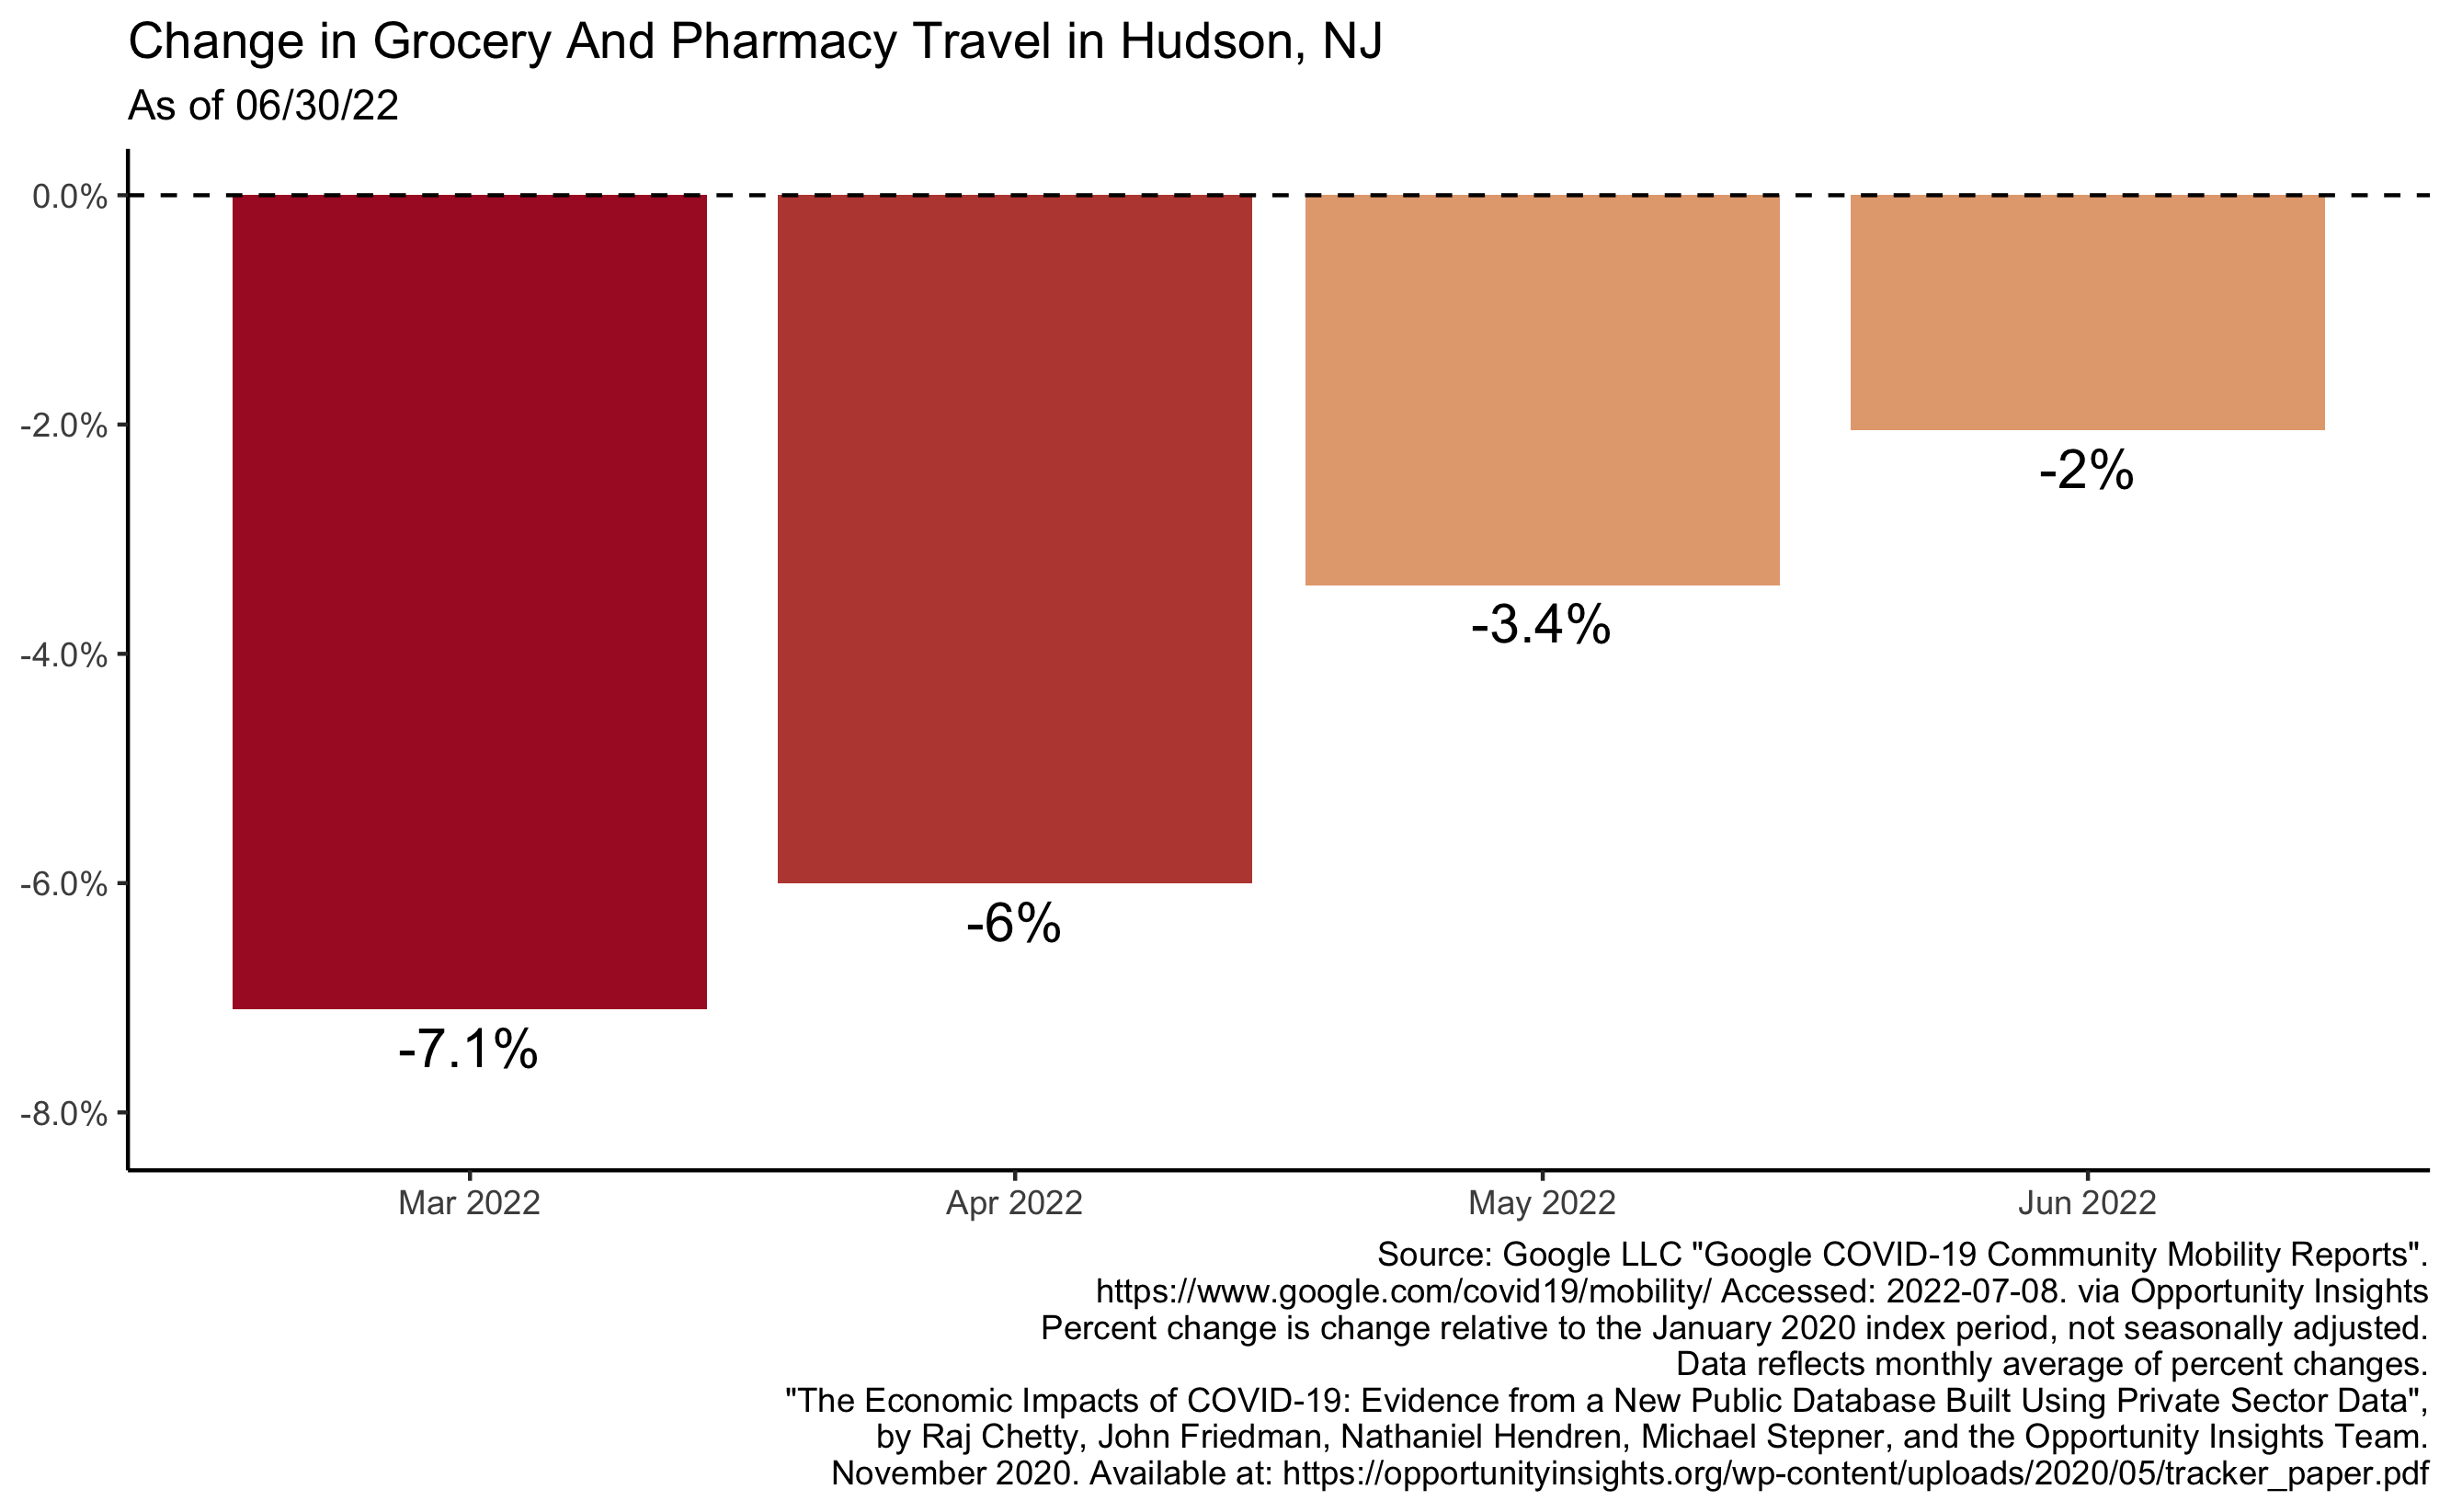 Change in Grocery And Pharmacy Travel in Hudson, NJ
As of 06/30/22
0.0%
-2.0%
-4.0%
-6.0%
-8.0%
-7.1%
-6%
-3.4%
-2%
Mar 2022
Apr 2022
May 2022
Jun 2022
Source: Google LLC "Google COVID-19 Community Mobility Reports".
https://www.google.com/covid19/mobility/ Accessed: 2022-07-08. via Opportunity Insights
Percent change is change relative to the January 2020 index period, not seasonally adjusted.
Data reflects monthly average of percent changes.
"The Economic Impacts of COVID-19: Evidence from a New Public Database Built Using Private Sector Data",
by Raj Chetty, John Friedman, Nathaniel Hendren, Michael Stepner, and the Opportunity Insights Team.
November 2020. Available at: https://opportunityinsights.org/wp-content/uploads/2020/05/tracker_paper.pdf